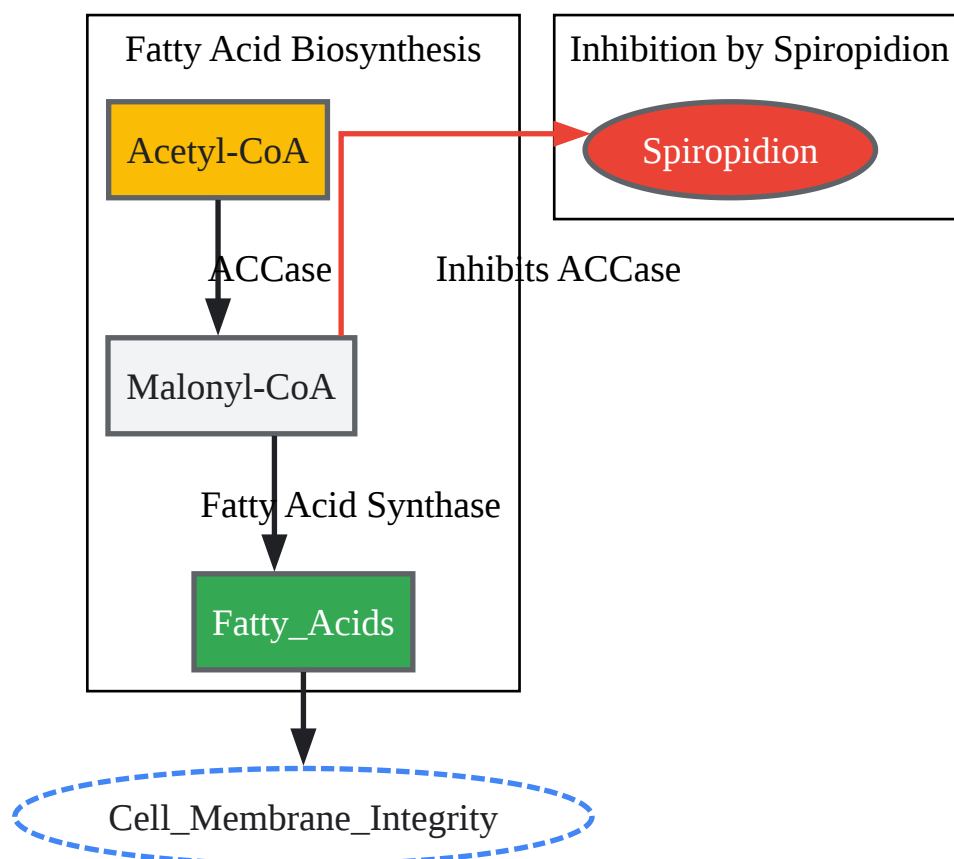 Fatty Acid Biosynthesis
Inhibition by Spiropidion
Acetyl-CoA
Spiropidion
ACCase
Inhibits ACCase
Malonyl-CoA
Fatty Acid Synthase
Fatty_Acids
Cell_Membrane_Integrity